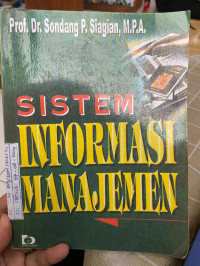 Prof. Dr. Sondang P. Siagian, M.P.A.
SISTEM
INFORMASI
MANAJEMEN